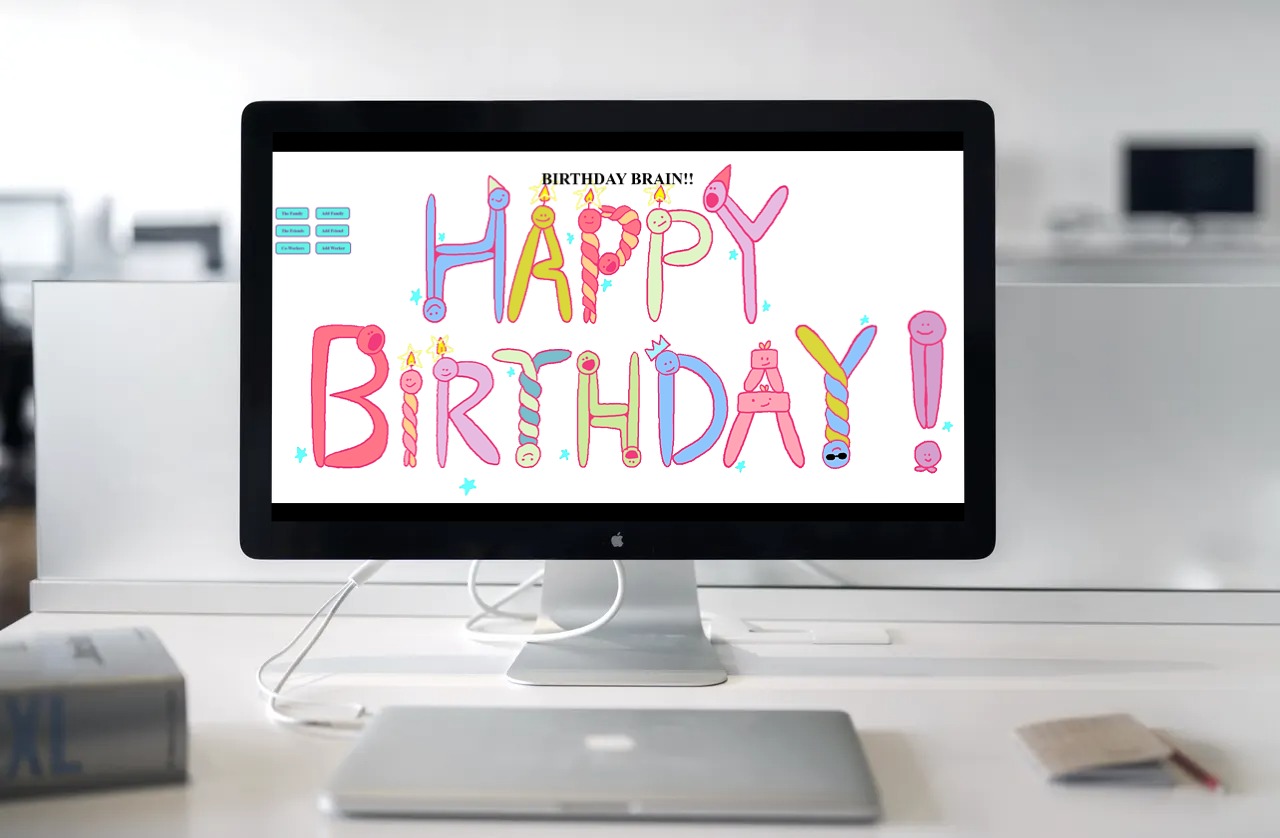 BIRTHDAY BRAIN!!
HAPPY
The Family Add Family
The Friends Add Friend
Co-Workers Add Worker
BIRTHDAY!
XL